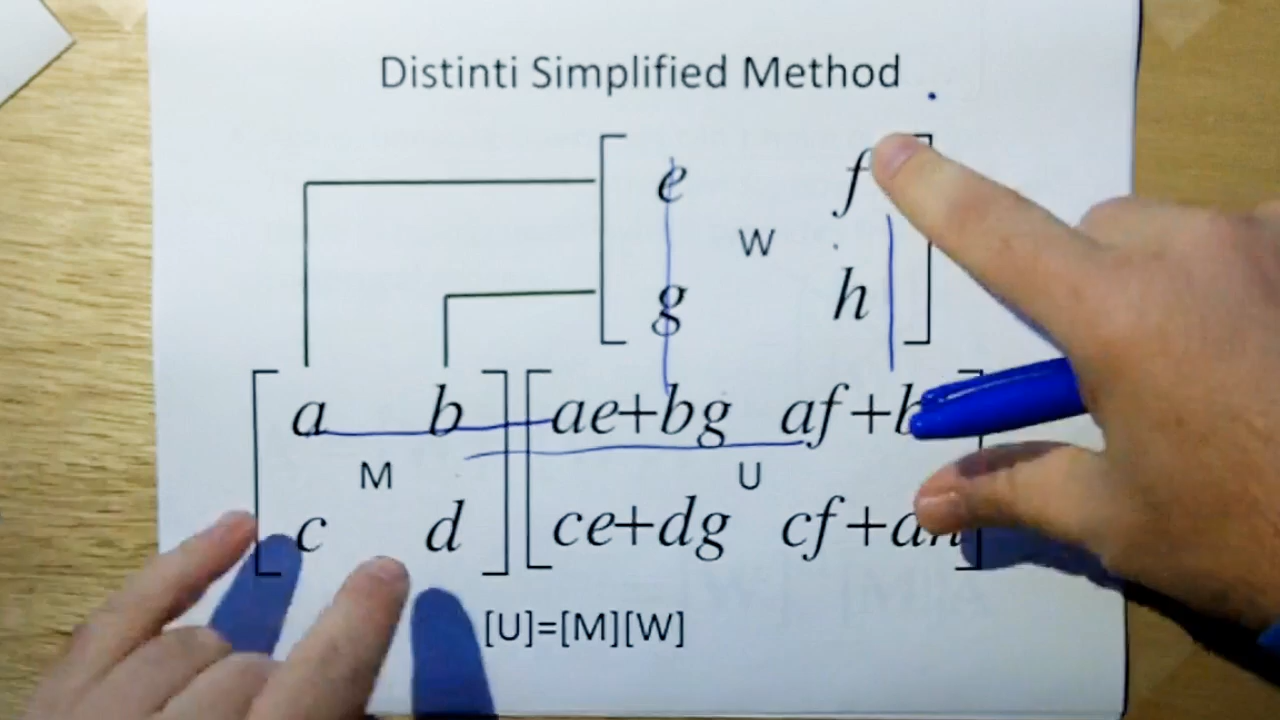 Distinti Simplified Method
e f
W
g h
a b ae+bg af+
M U
c d ce+dg cf+
[U]=[M][W]